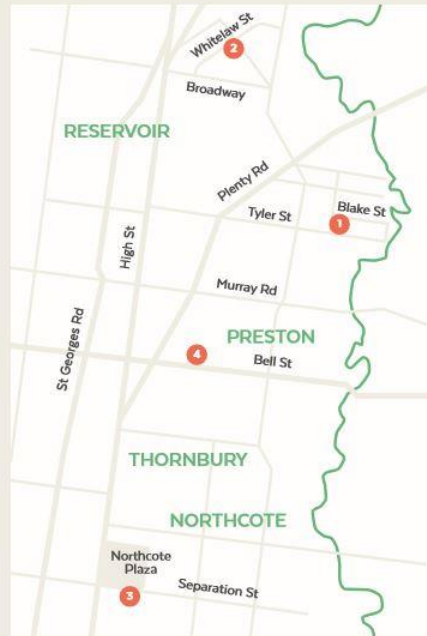 Whitelaw St
2
Broadway
RESERVOIR
Plenty Rd
Blake St
Tyler St
1
High St
Murray Rd
St Georges Rd
PRESTON
4
Bell St
THORNBURY
NORTHCOTE
Northcote
Plaza
Separation St
3